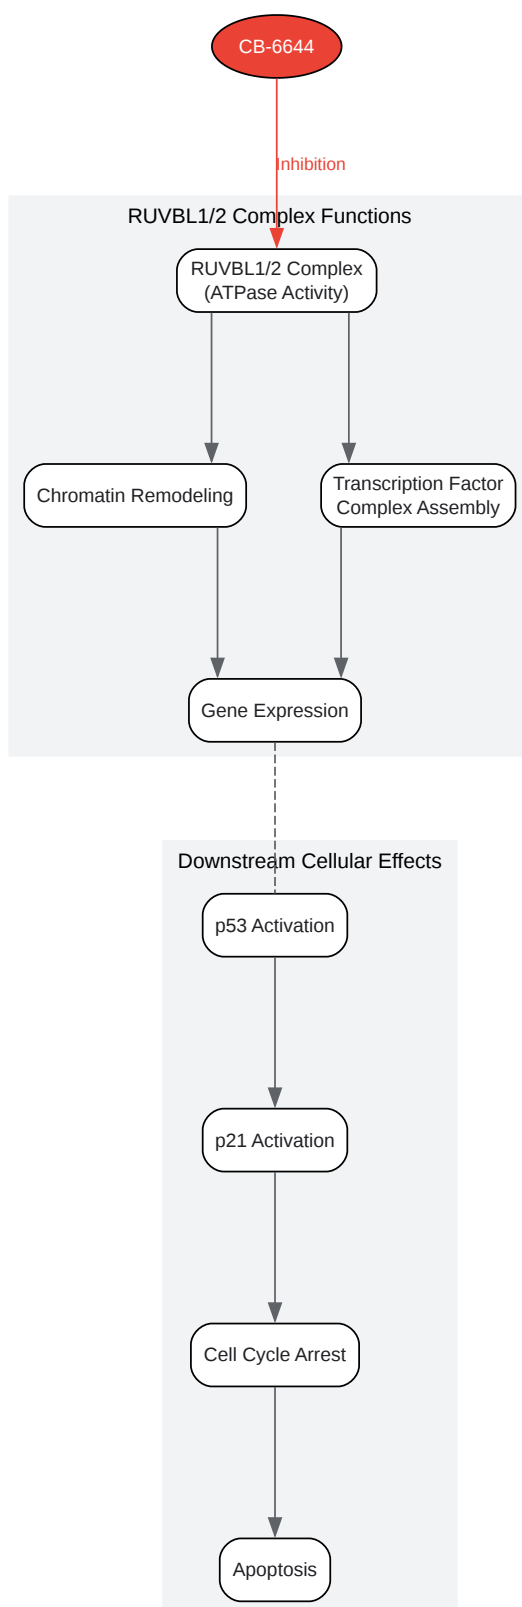 CB-6644
Inhibition
RUVBL1/2 Complex Functions
RUVBL1/2 Complex
(ATPase Activity)
Chromatin Remodeling
Transcription Factor
Complex Assembly
Gene Expression
Downstream Cellular Effects
p53 Activation
p21 Activation
Cell Cycle Arrest
Apoptosis